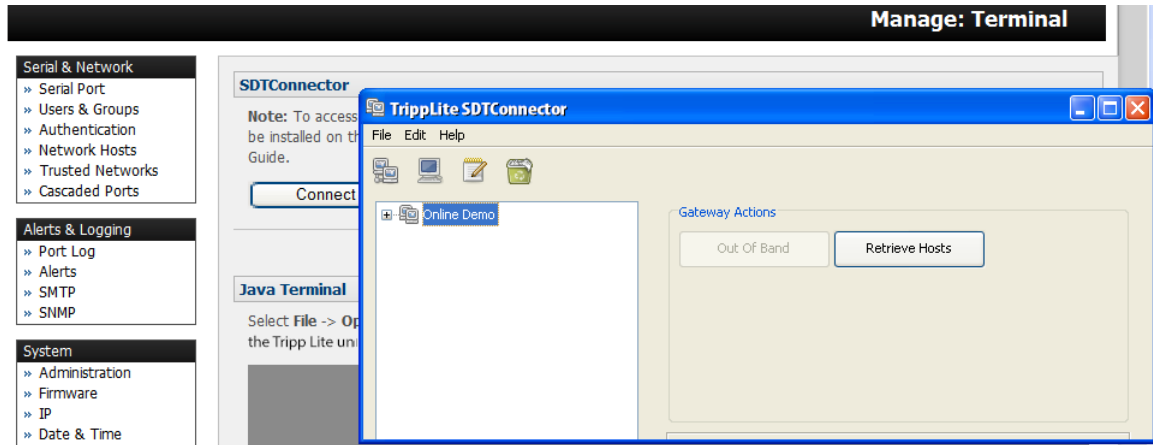 Manage: Terminal
Serial & Network
» Serial Port
» Users & Groups
» Authentication
» Network Hosts
» Trusted Networks
» Cascaded Ports
Alerts & Logging
» Port Log
» Alerts
» SMTP
» SNMP
System
» Administration
» Firmware
» IP
» Date & Time
SDTConnector
Note: To access
be installed on th
Guide.
Connect
Java Terminal
Select File -> Op
the Tripp Lite un
TrippLite SDTConnector
File Edit Help
Online Demo
Gateway Actions
Out Of Band
Retrieve Hosts